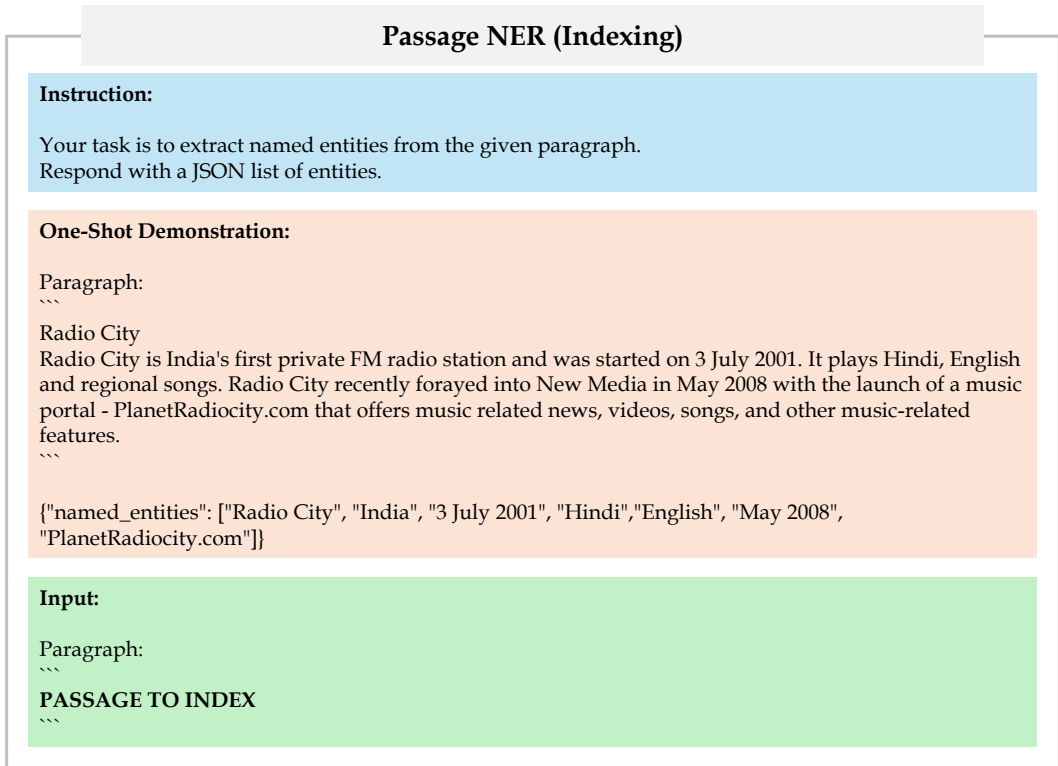 Passage NER (Indexing)
Instruction:
Your task is to extract named entities from the given paragraph.
Respond with a JSON list of entities.
One-Shot Demonstration:
Paragraph:
```
Radio City
Radio City is India's first private FM radio station and was started on 3 July 2001. It plays Hindi, English
and regional songs. Radio City recently forayed into New Media in May 2008 with the launch of a music
portal - PlanetRadiocity.com that offers music related news, videos, songs, and other music-related
features.
```
{"named_entities": ["Radio City", "India", "3 July 2001", "Hindi","English", "May 2008",
"PlanetRadiocity.com"]}
Input:
Paragraph:
```
PASSAGE TO INDEX
```